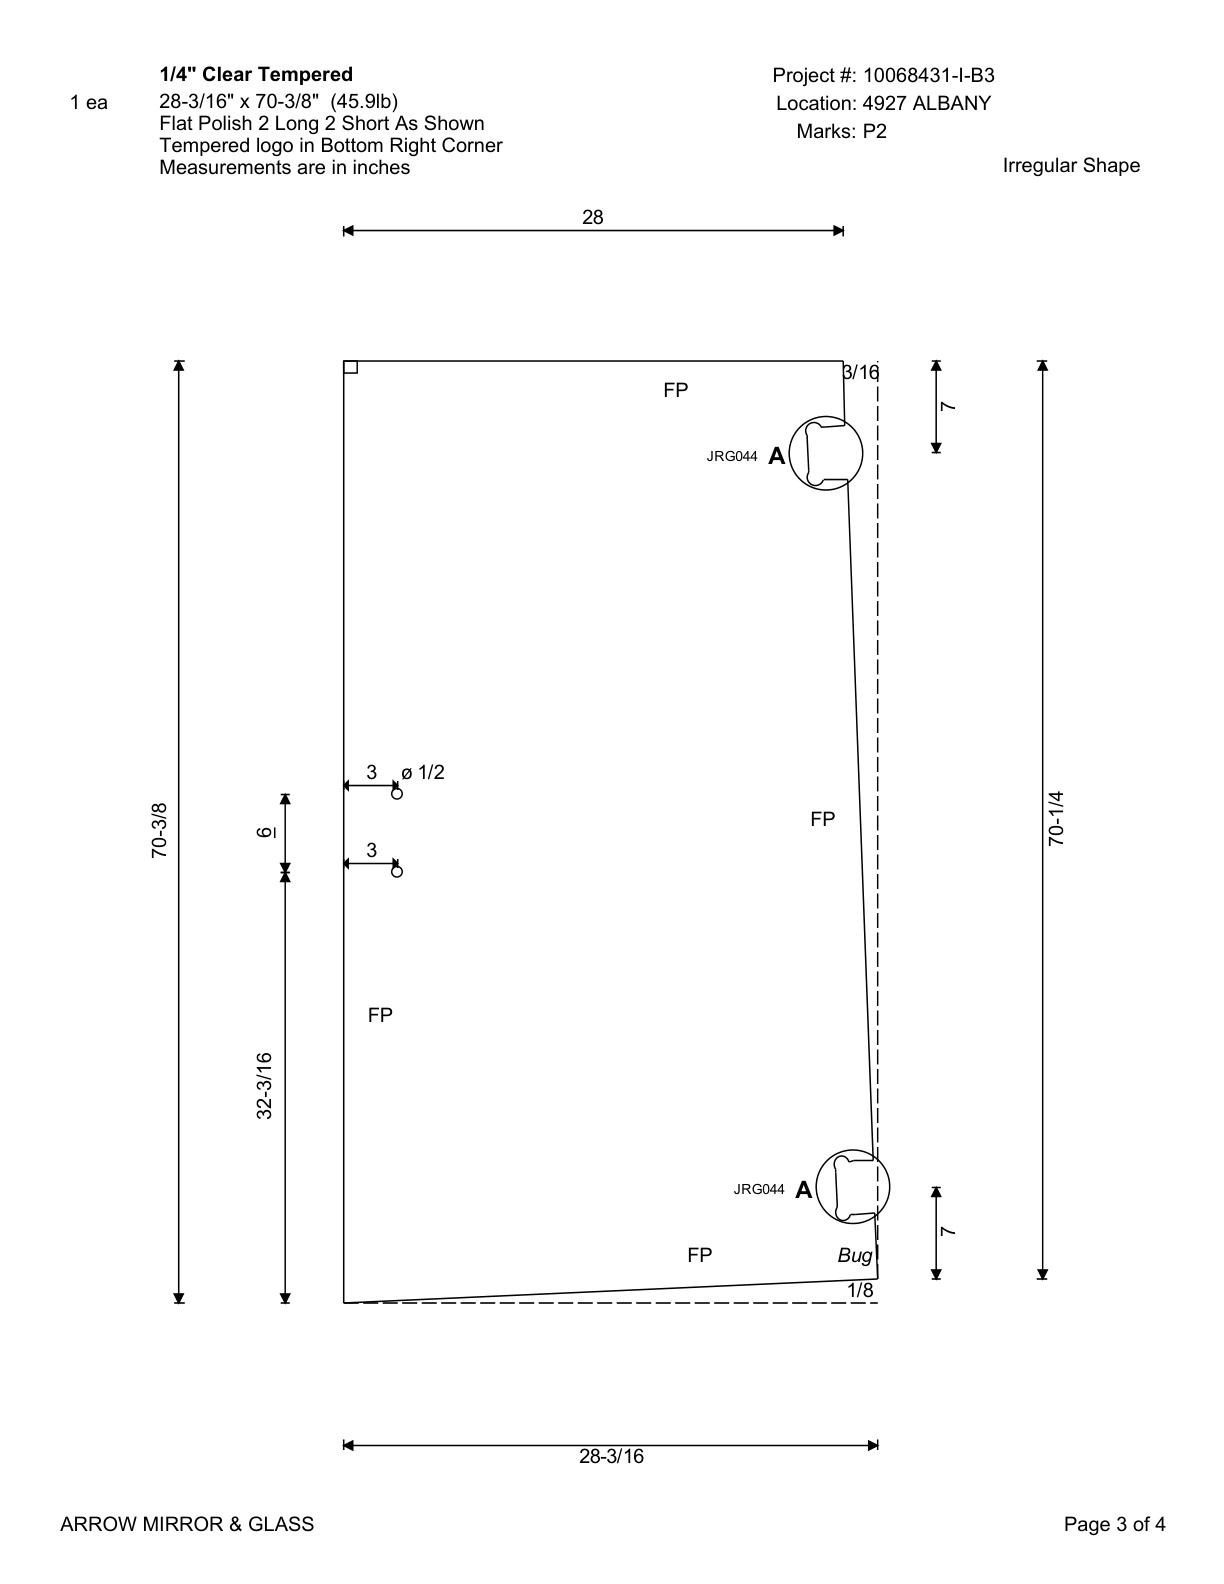 1/4" Clear Tempered
1 ea
28-3/16" x 70-3/8" (45.9lb)
Flat Polish 2 Long 2 Short As Shown
Tempered logo in Bottom Right Corner
Measurements are in inches
Project #: 10068431-I-B3
Location: 4927 ALBANY
Marks: P2
Irregular Shape
28
3/16
FP
7
JRG044 A
3 ø 1/2
6
3
70-3/8
FP
70-1/4
FP
32-3/16
JRG044 A
7
FP
Bug
1/8
28-3/16
ARROW MIRROR & GLASS
Page 3 of 4